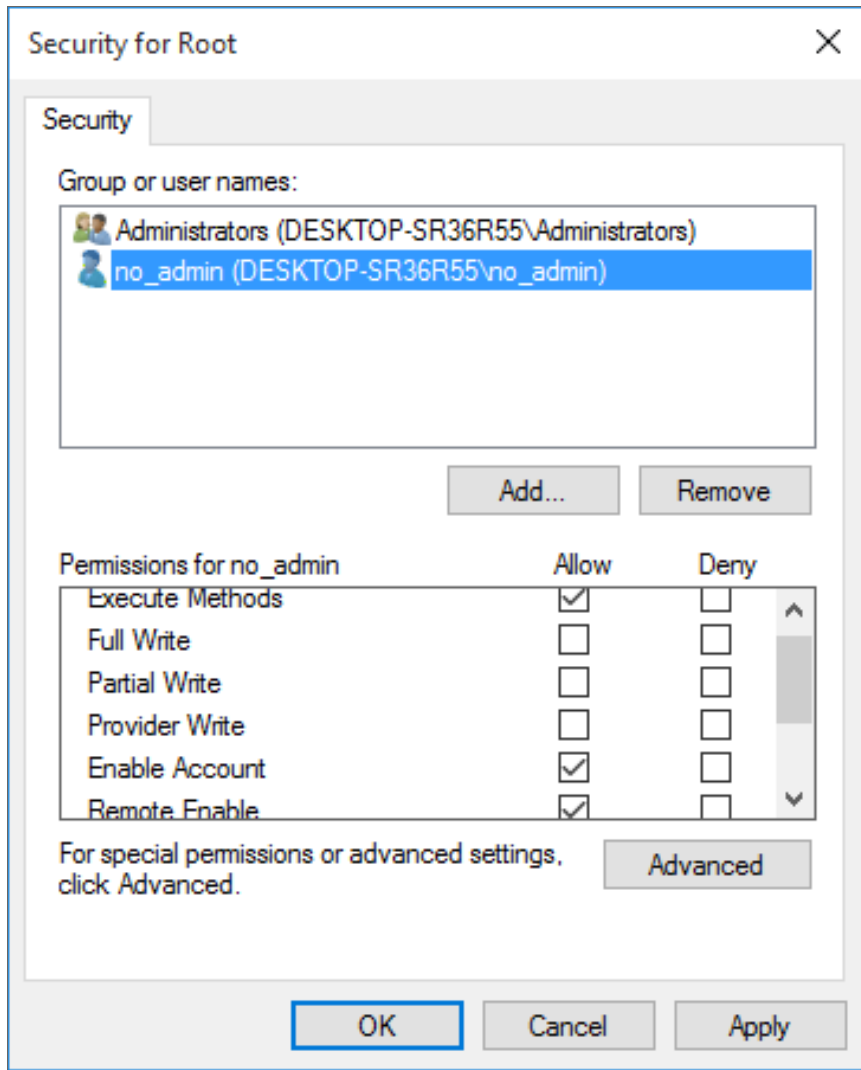 Security for Root
Security
Group or user names:
Administrators (DESKTOP-SR36R55\Administrators)
no_admin (DESKTOP-SR36R55\no_admin)
Add... Remove
Permissions for no_admin Allow Deny
Execute Methods
Full Write
Partial Write
Provider Write
Enable Account
Remote Enable
For special permissions or advanced settings,
click Advanced.
Advanced
OK Cancel Apply